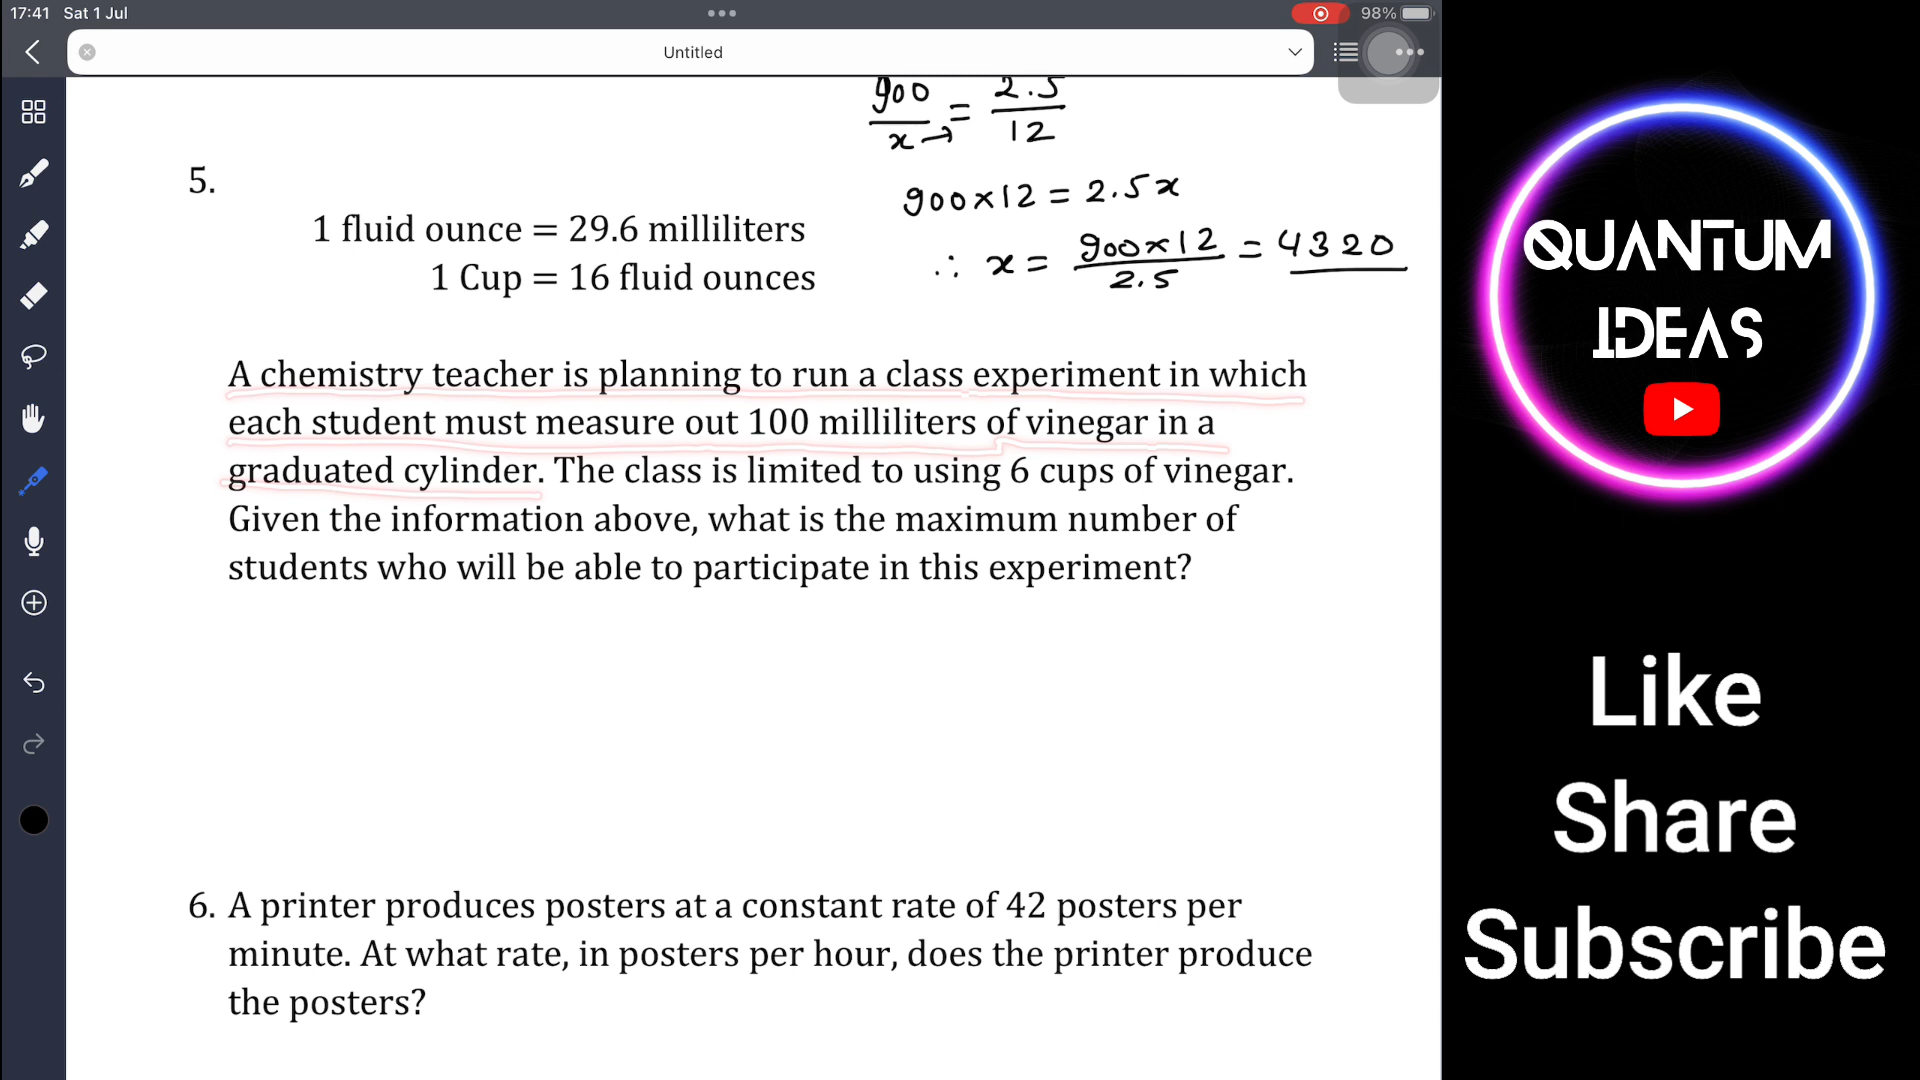 17:41 Sat 1 Jul
98%
Untitled
900/x → = 2.5/12
900×12 = 2.5x
∴ x = 900×12/2.5 = 4320
5.
1 fluid ounce = 29.6 milliliters
1 Cup = 16 fluid ounces
A chemistry teacher is planning to run a class experiment in which
each student must measure out 100 milliliters of vinegar in a
graduated cylinder. The class is limited to using 6 cups of vinegar.
Given the information above, what is the maximum number of
students who will be able to participate in this experiment?
6. A printer produces posters at a constant rate of 42 posters per
minute. At what rate, in posters per hour, does the printer produce
the posters?
QUANTUM
IDEAS
Like
Share
Subscribe